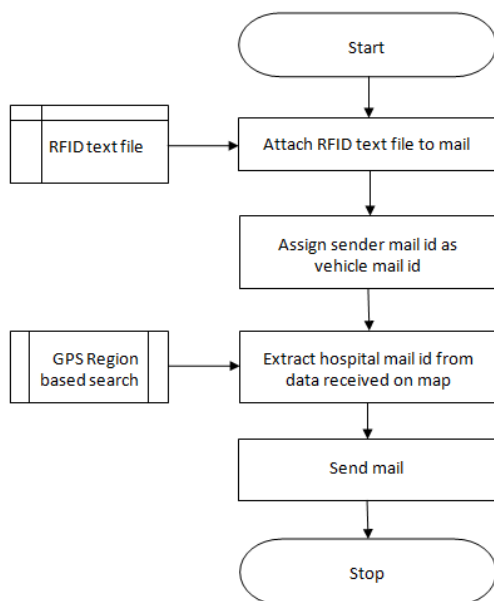 Start
RFID text file
Attach RFID text file to mail
Assign sender mail id as
vehicle mail id
GPS Region
based search
Extract hospital mail id from
data received on map
Send mail
Stop